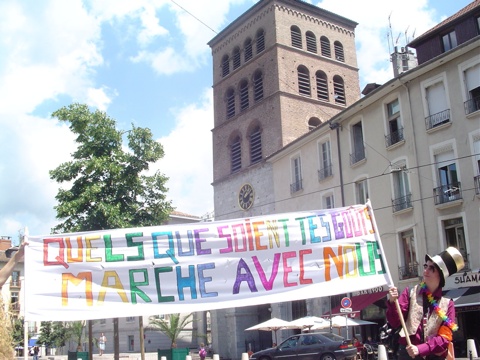 QUELS QUE SOIENT TES GOÛTS
MARCHE AVEC NOUS